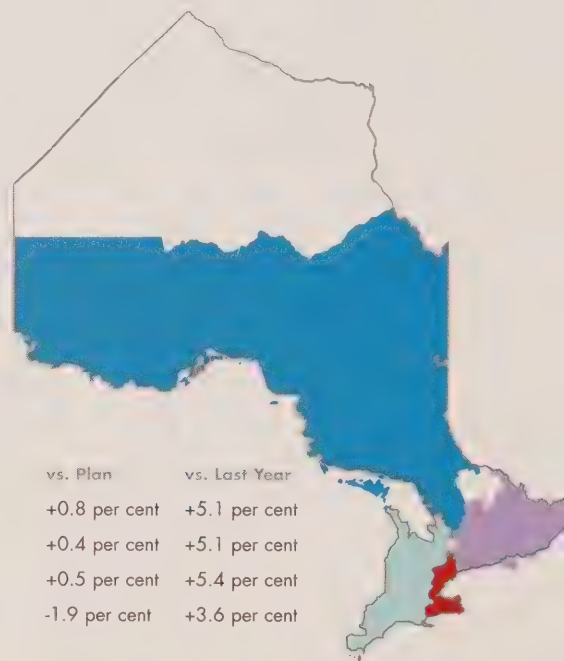 vs. Plan vs. Last Year
+0.8 per cent +5.1 per cent
+0.4 per cent +5.1 per cent
+0.5 per cent +5.4 per cent
-1.9 per cent +3.6 per cent